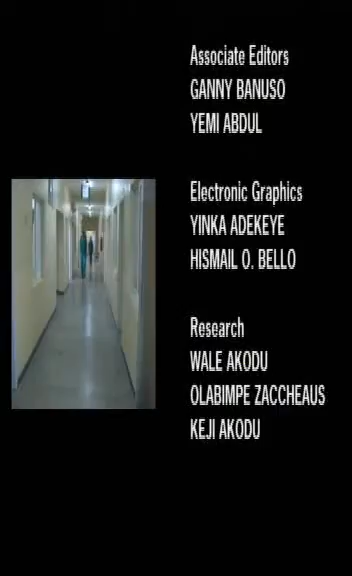 Associate Editors
GANNY BANUSO
YEMI ABDUL
Electronic Graphics
YINKA ADEKEYE
HISMAIL O. BELLO
Research
WALE AKODU
OLABIMPE ZACCHEAUS
KEJI AKODU